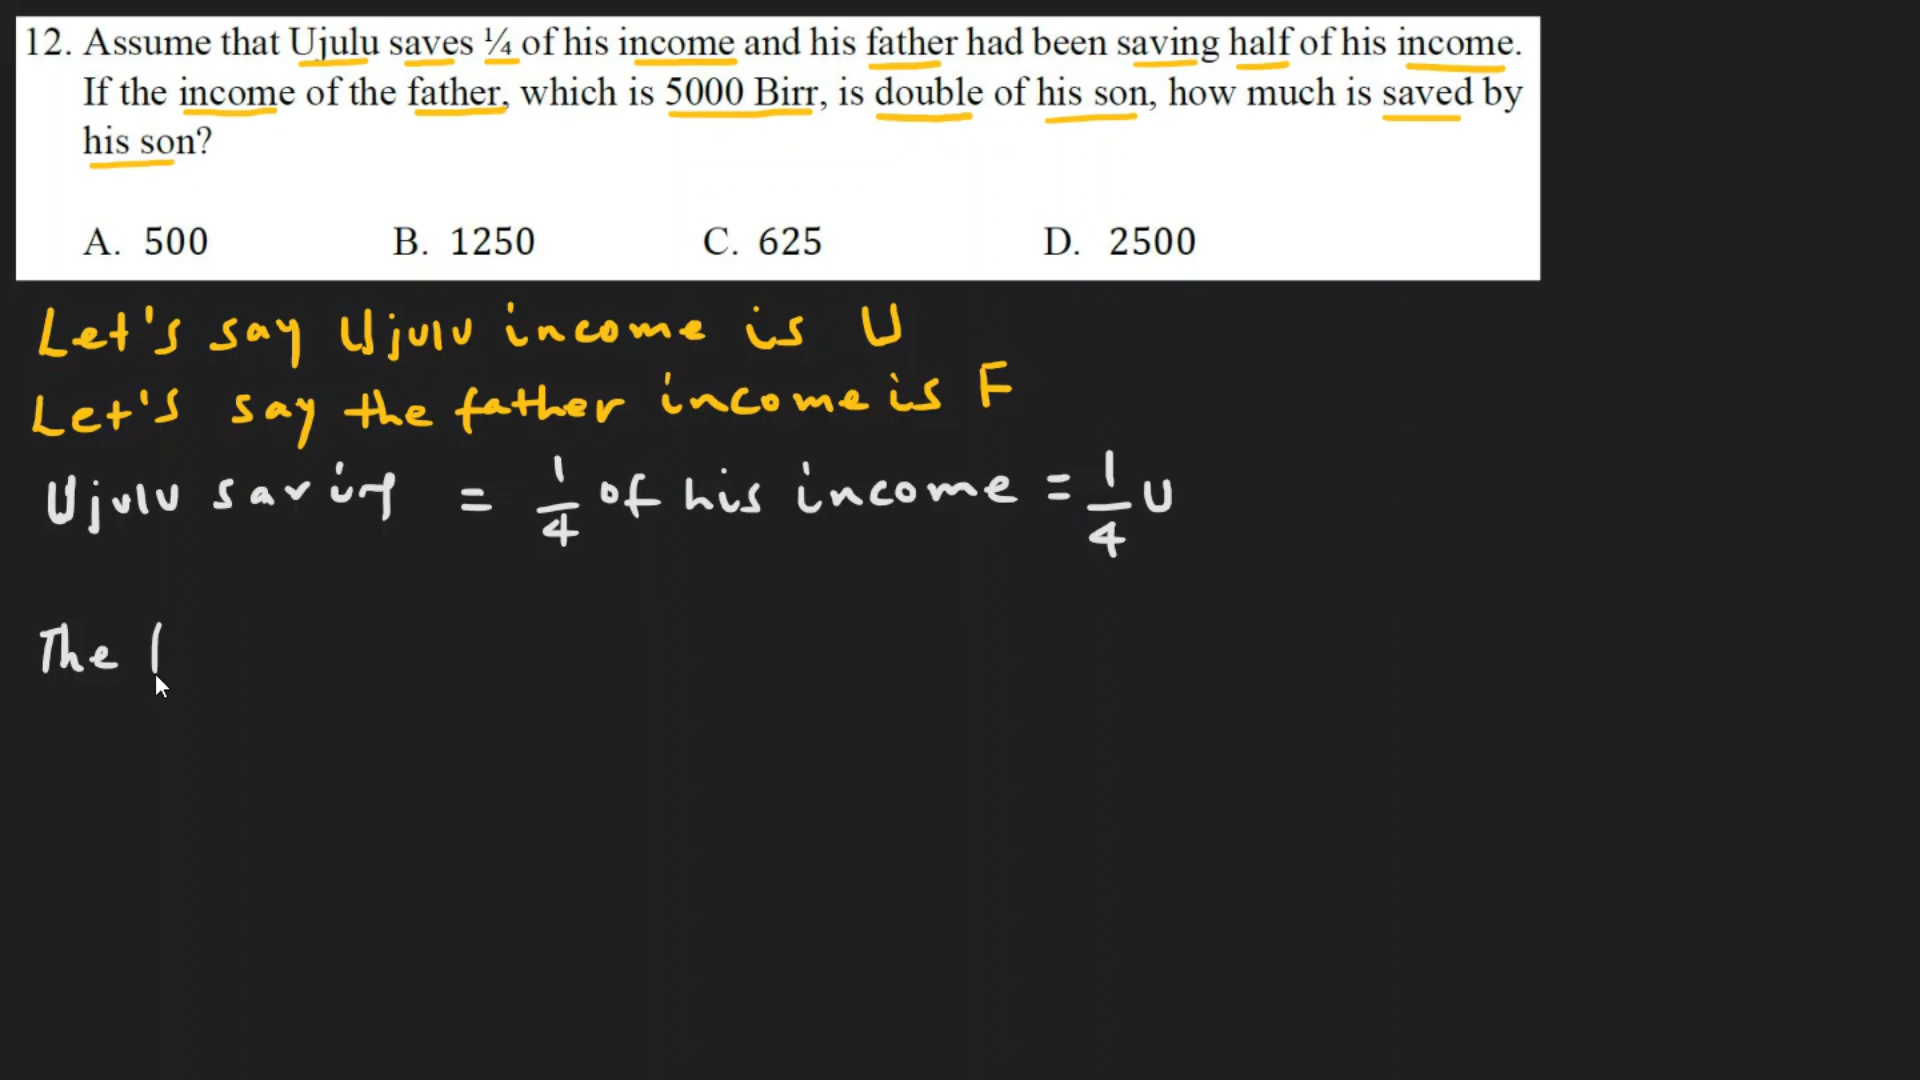 12. Assume that Ujulu saves ¼ of his income and his father had been saving half of his income.
If the income of the father, which is 5000 Birr, is double of his son, how much is saved by
his son?
A. 500 B. 1250 C. 625 D. 2500
Let's say Ujulu income is U
Let's say the father income is F
Ujulu saving = 1/4 of his income = 1/4 U
The